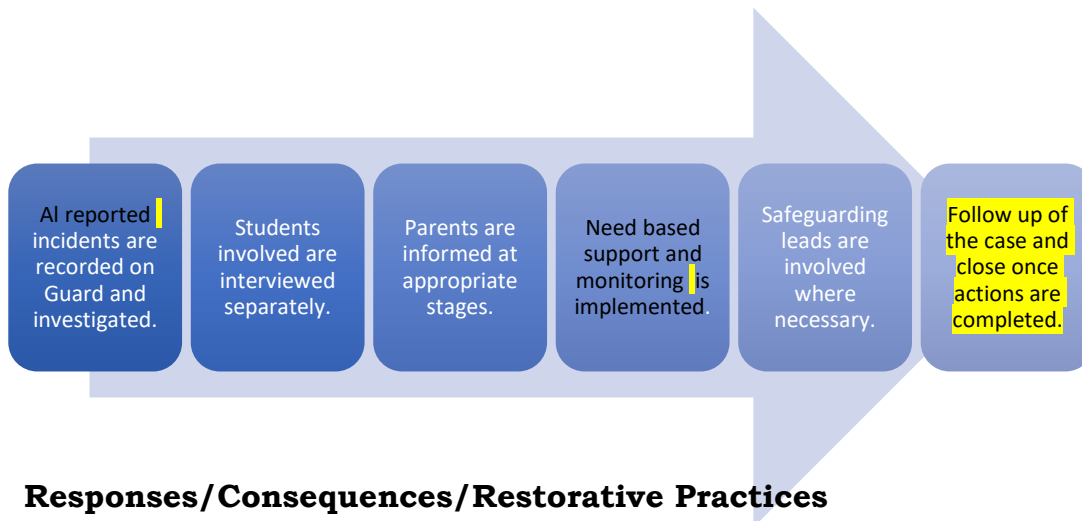 Al reported
incidents are
recorded on
Guard and
investigated.
Students
involved are
interviewed
separately.
Parents are
informed at
appropriate
stages.
Need based
support and
monitoring is
implemented.
Safeguarding
leads are
involved
where
necessary.
Follow up of
the case and
close once
actions are
completed.
Responses/Consequences/Restorative Practices